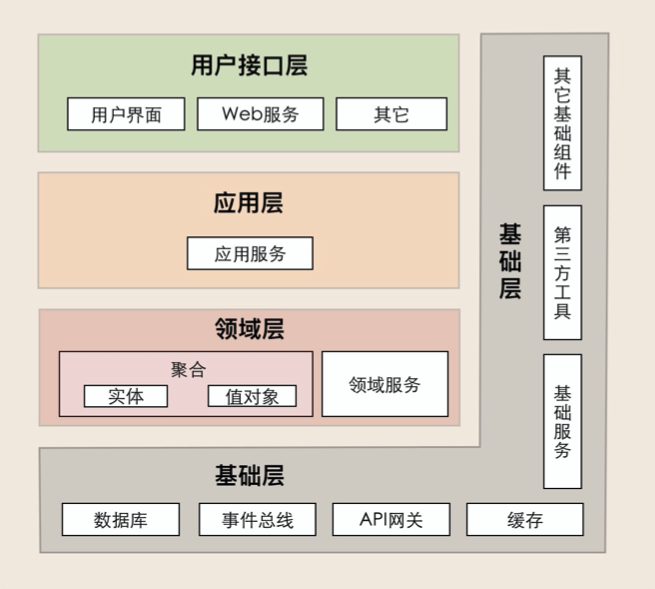 用户接口层
用户界面
Web服务
其它
应用层
应用服务
领域层
聚合
实体
值对象
领域服务
基础层
数据库
事件总线
API网关
缓存
基础层
其它基础组件
第三方工具
基础服务